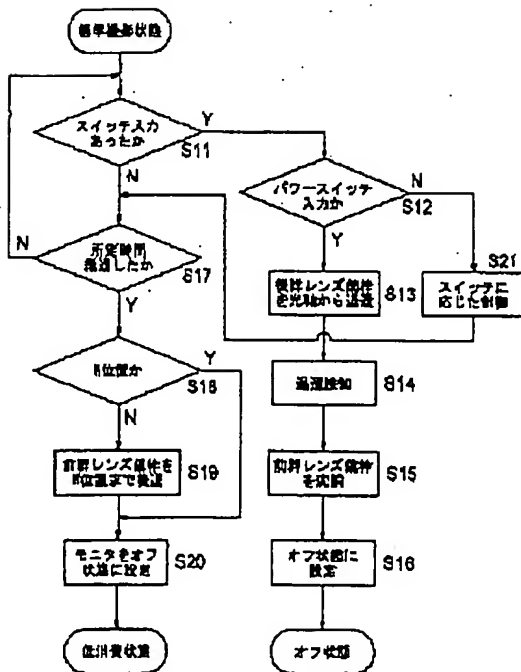 標準撮影状態
スイッチ入力
あったか
Y
S11
N
パワースイッチ
入力か
N
S12
Y
所定時間
経過したか
N
S17
Y
後群レンズ部材
を光軸から退避
S13
S21
スイッチに
応じた制御
W位置か
Y
S18
N
退避検知
S14
前群レンズ部材を
W位置まで後退
S19
前群レンズ部材
S15
モニタをオフ
状態に設定
S20
オフ状態に
設定
S16
低消費状態
オフ状態